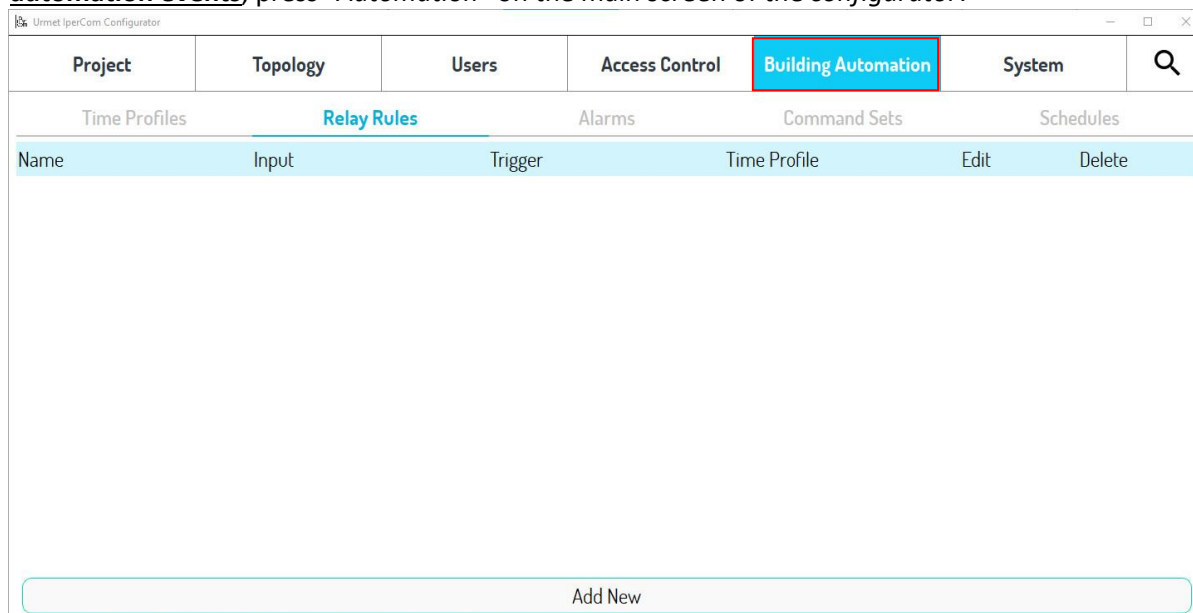 automation events, press "Automation" on the main screen of the configurator:
Urmet IperCom Configurator
Project Topology Users Access Control Building Automation System
Time Profiles Relay Rules Alarms Command Sets Schedules
Name Input Trigger Time Profile Edit Delete
Add New